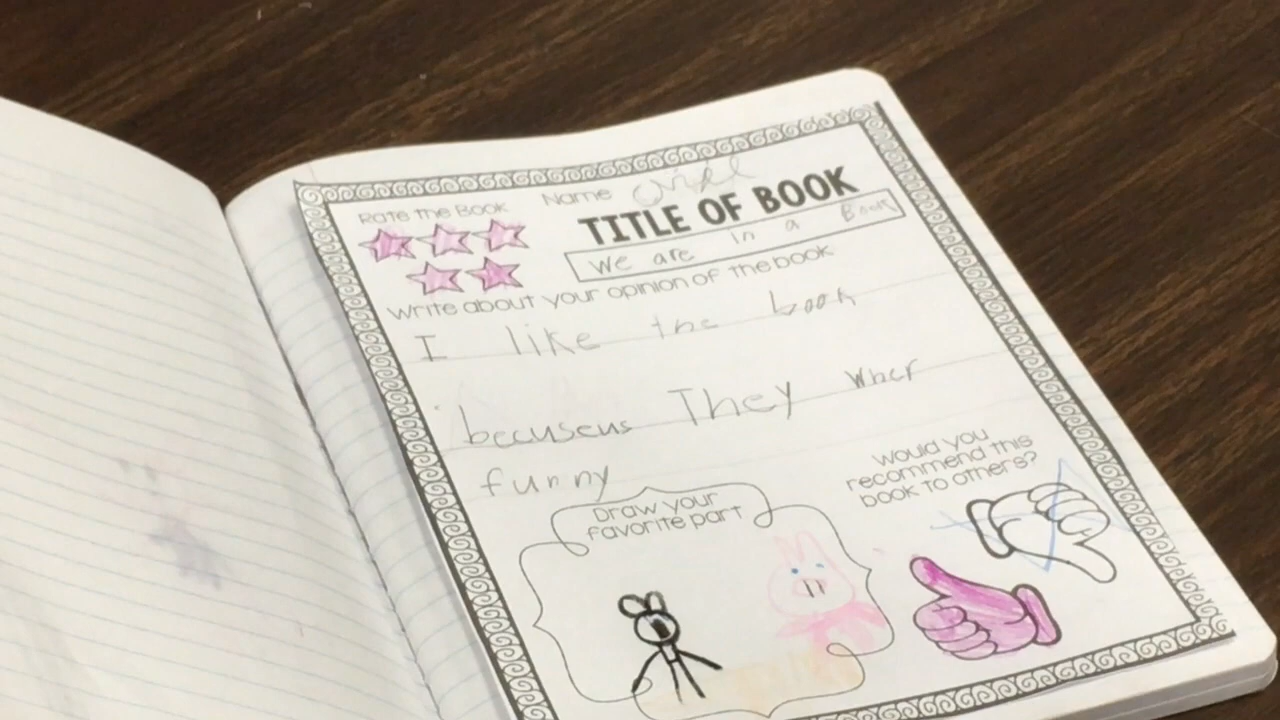 Rate the Book
Name
TITLE OF BOOK
We are in a Book
Write about your opinion of the book
I like the book
becuseus They wher
funny
Would you
recommend this
book to others?
Draw your
favorite part